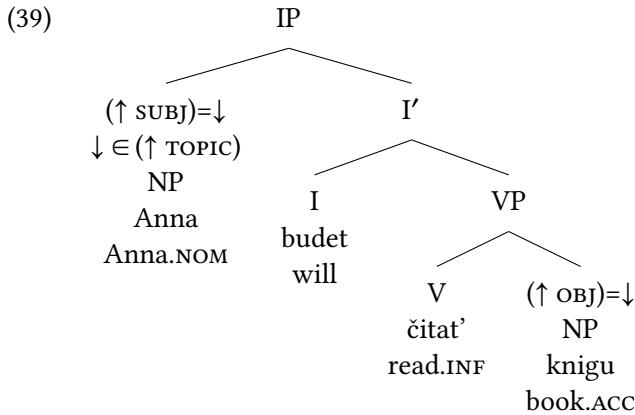 (39) IP
(↑ SUBJ)=↓ I′
↓ ∈ (↑ TOPIC)
NP I VP
Anna budet
Anna.NOM will
V (↑ OBJ)=↓
čitat’ NP
read.INF knigu
book.ACC